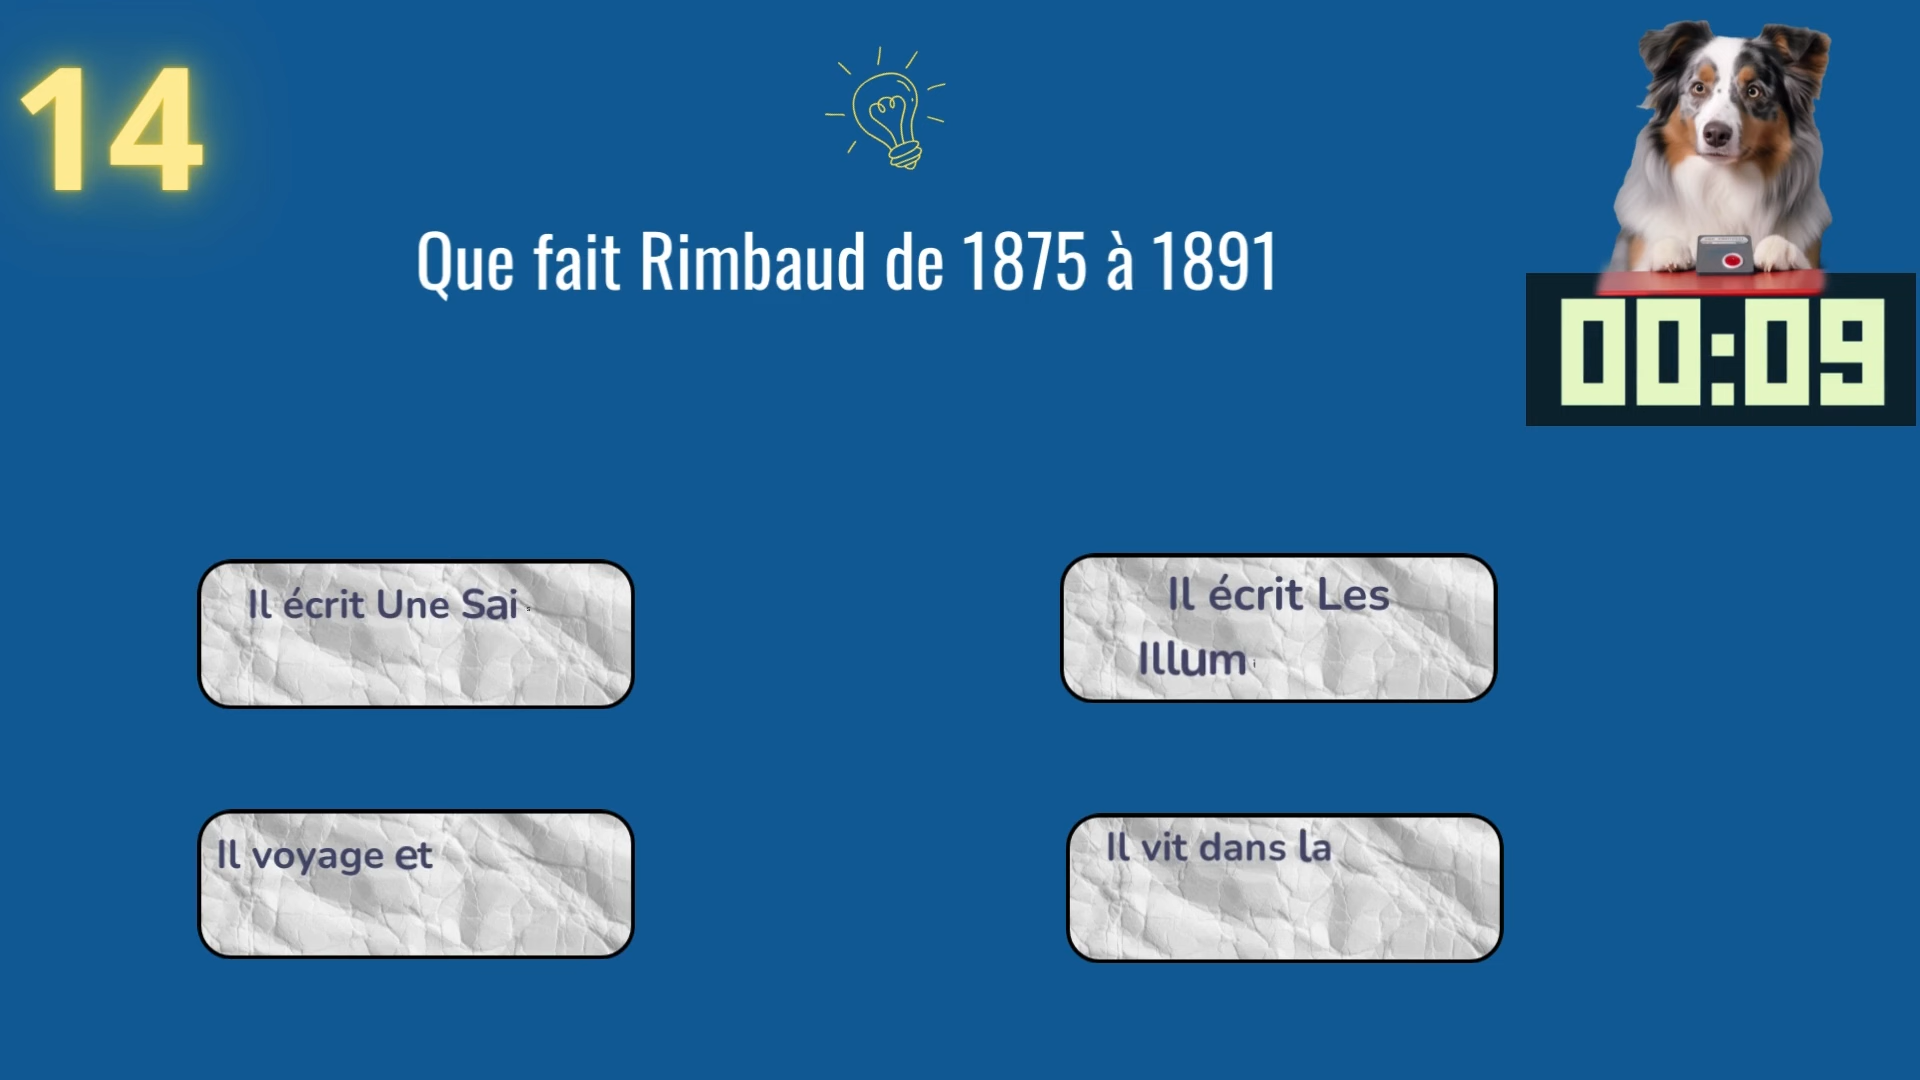 14
Que fait Rimbaud de 1875 à 1891
00:09
Il écrit Une Sai
Il écrit Les
Illum
Il voyage et
Il vit dans la